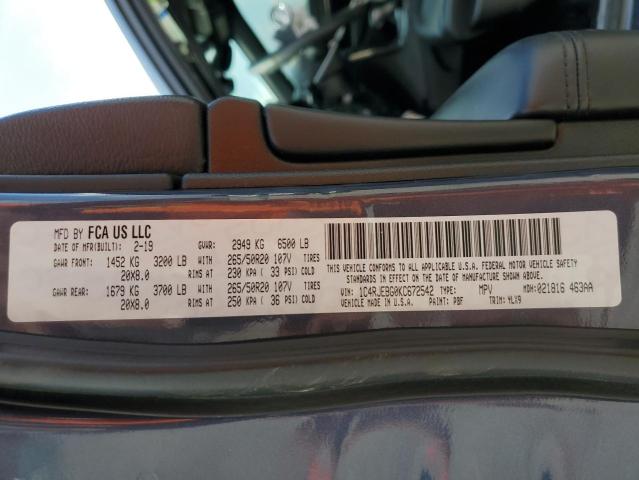 MFD BY FCA US LLC
DATE OF MFR(BUILT): 2-19 GVWR: 2949 KG 6500 LB
GAWR FRONT: 1452 KG 3200 LB 265/50R20 107V TIRES
20X8.0 RIMS AT 230 KPA ( 33 PSI) COLD
GAWR REAR: 1679 KG 3700 LB 265/50R20 107V TIRES
20X8.0 RIMS AT 250 KPA ( 36 PSI) COLD
THIS VEHICLE CONFORMS TO ALL APPLICABLE U.S.A. FEDERAL MOTOR VEHICLE SAFETY
STANDARDS IN EFFECT ON THE DATE OF MANUFACTURE SHOWN ABOVE.
VIN: 1C4RJEBG0KC672542 TYPE: MPV MDH:021816 463AA
VEHICLE MADE IN U.S.A. PAINT: PBF TRIM: YLX9